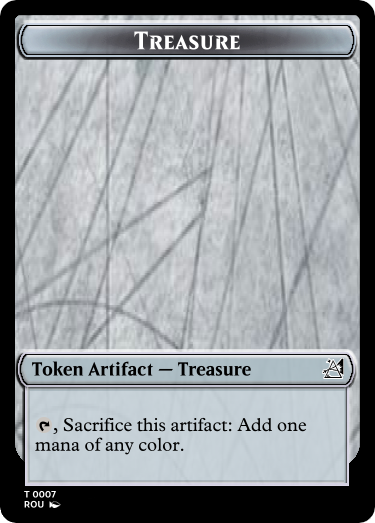 Treasure
Token Artifact — Treasure
, Sacrifice this artifact: Add one
mana of any color.
T 0007
ROU